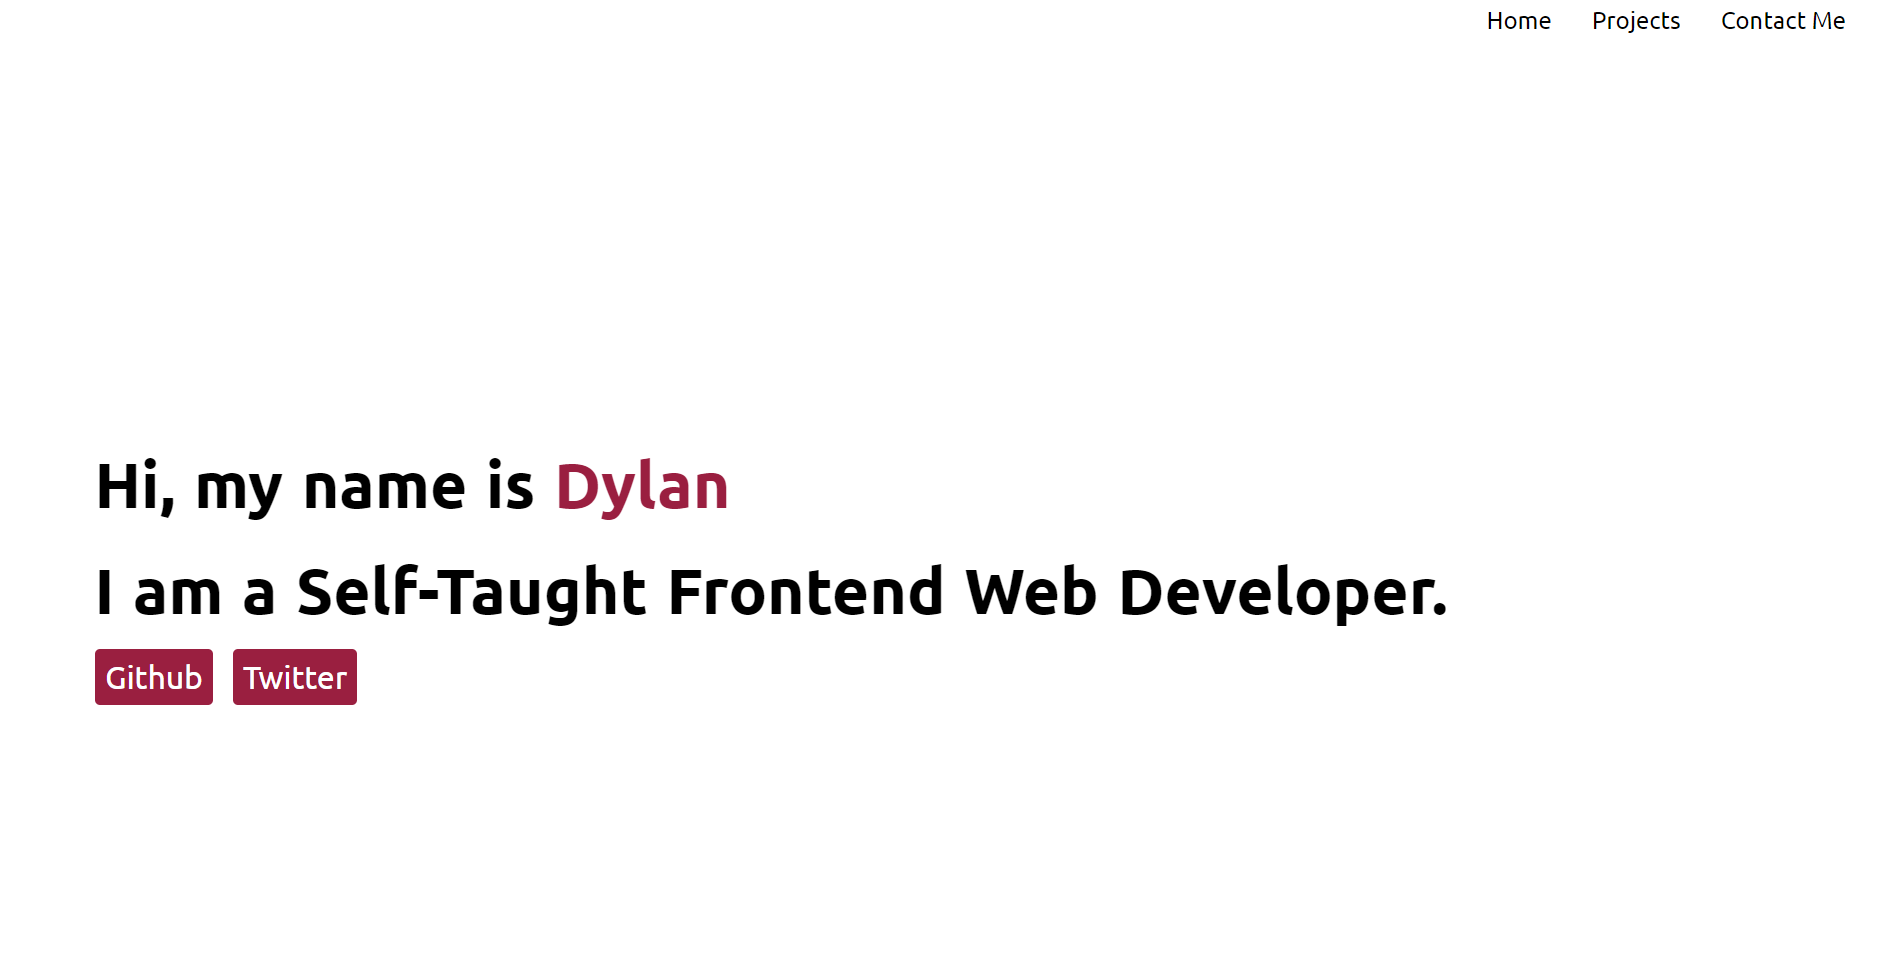 Home Projects Contact Me
Hi, my name is Dylan
I am a Self-Taught Frontend Web Developer.
Github Twitter